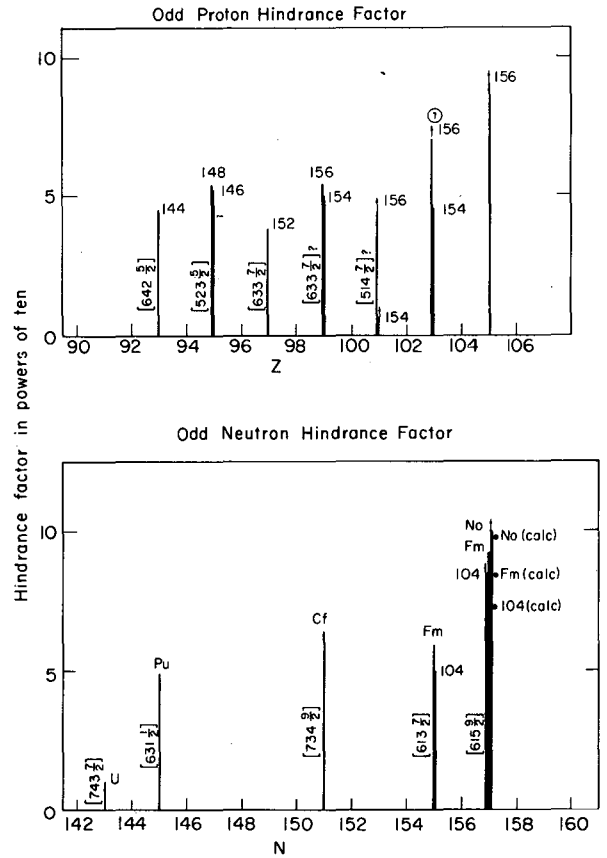 Odd Proton Hindrance Factor
10
5
0
144
148
146
152
156
154
156
154
?
156
154
156
[642 5/2]
[523 5/2]
[633 7/2]
[633 7/2]?
[514 7/2]?
90 92 94 96 98 100 102 104 106
Z
Hindrance factor in powers of ten
Odd Neutron Hindrance Factor
10
5
0
U
Pu
Cf
Fm
104
No
Fm
104
No (calc)
Fm (calc)
104 (calc)
[743 7/2]
[631 1/2]
[734 9/2]
[613 7/2]
[615 9/2]
142 144 146 148 150 152 154 156 158 160
N